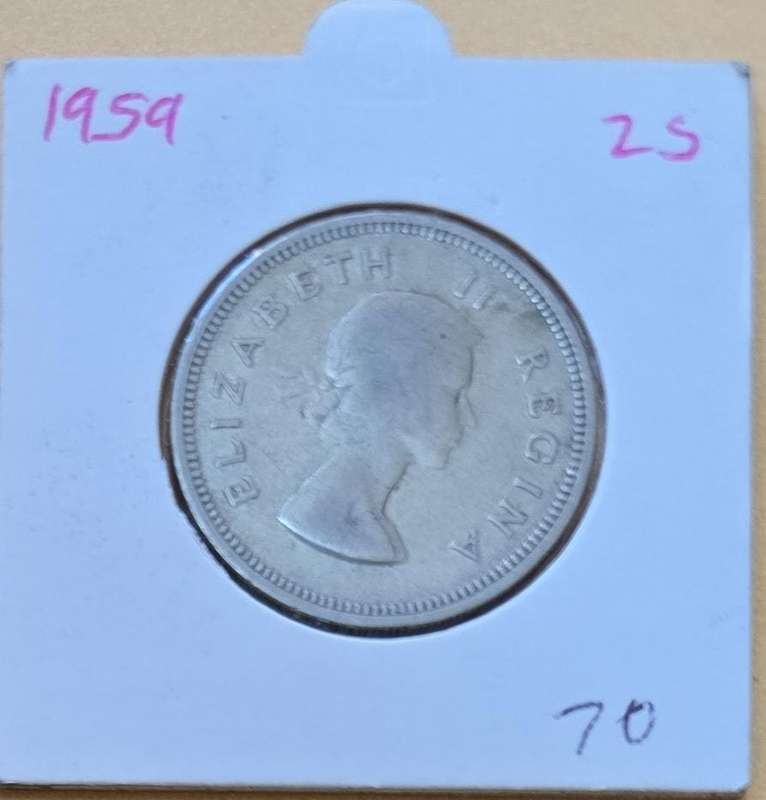 1959 2S
ELIZABETH II REGINA
70